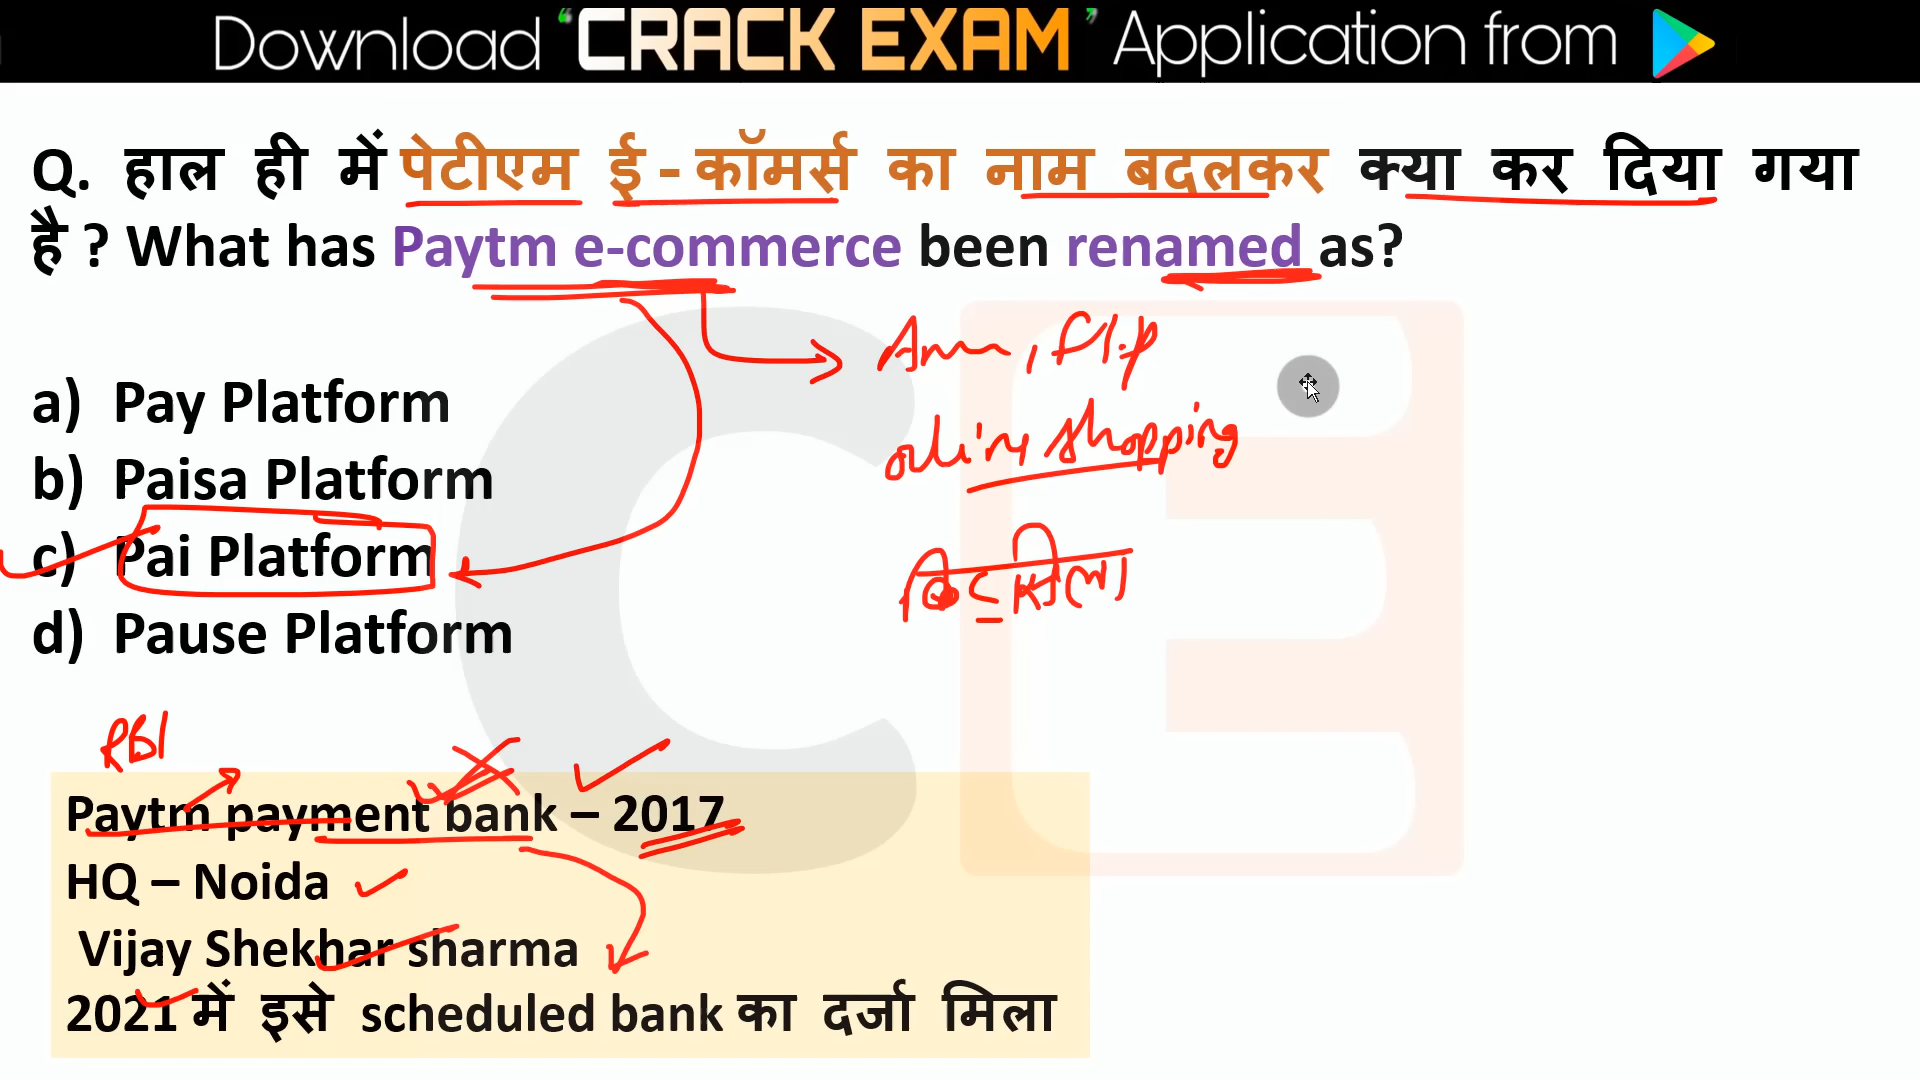 Download ‘CRACK EXAM’ Application from
Q. हाल ही में पेटीएम ई - कॉमर्स का नाम बदलकर क्या कर दिया गया
है ? What has Paytm e-commerce been renamed as?
a) Pay Platform
b) Paisa Platform
c) Pai Platform
d) Pause Platform
Flip
online shopping
RBI
Paytm payment bank – 2017
HQ – Noida
Vijay Shekhar sharma
2021 में इसे scheduled bank का दर्जा मिला
CE